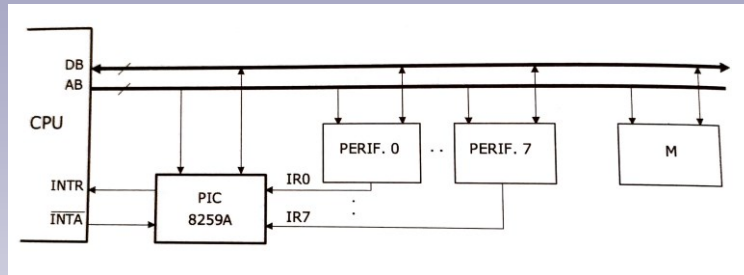 DB
AB
CPU
PERIF. 0 .. PERIF. 7
M
INTR
PIC
8259A
IR0
IR7
INTA